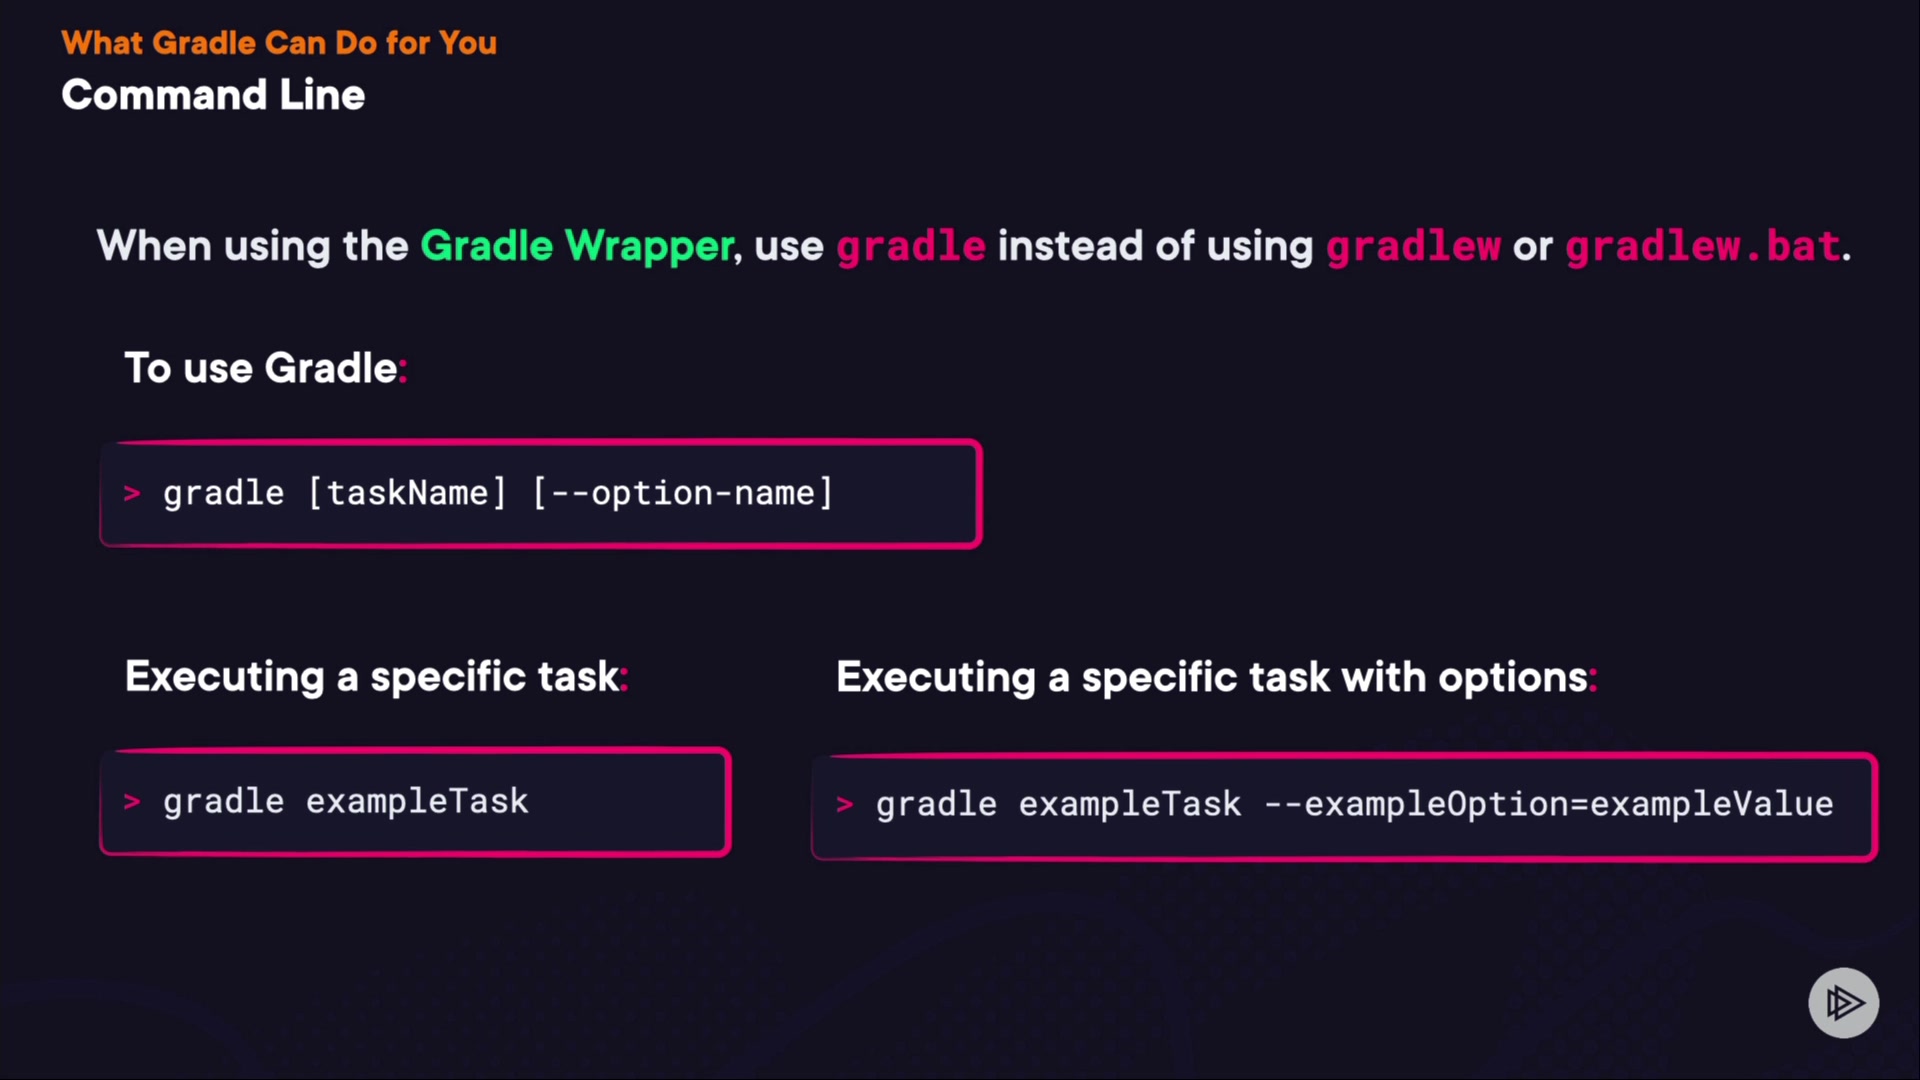 What Gradle Can Do for You
Command Line
When using the Gradle Wrapper, use gradle instead of using gradlew or gradlew.bat.
To use Gradle:
> gradle [taskName] [--option-name]
Executing a specific task:
> gradle exampleTask
Executing a specific task with options:
> gradle exampleTask --exampleOption=exampleValue